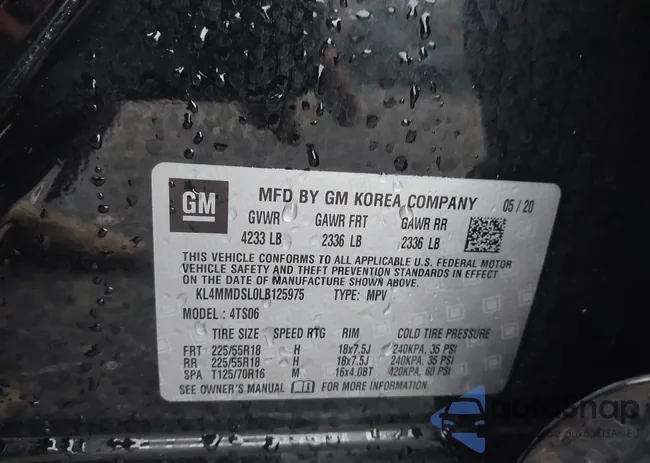 GM
MFD BY GM KOREA COMPANY 05 / 20
GVWR GAWR FRT GAWR RR
4233 LB 2336 LB 2336 LB
THIS VEHICLE CONFORMS TO ALL APPLICABLE U.S. FEDERAL MOTOR
VEHICLE SAFETY AND THEFT PREVENTION STANDARDS IN EFFECT
ON THE DATE OF MANUFACTURE SHOWN ABOVE.
KL4MMDSL0LB125975 TYPE: MPV
MODEL : 4TS06
TIRE SIZE SPEED RTG RIM COLD TIRE PRESSURE
FRT 225/55R18 H 18x7.5J 240KPA, 35 PSI
RR 225/55R18 H 18x7.5J 240KPA, 35 PSI
SPA T125/70R16 M 16x4.0BT 420KPA, 60 PSI
SEE OWNER'S MANUAL FOR MORE INFORMATION